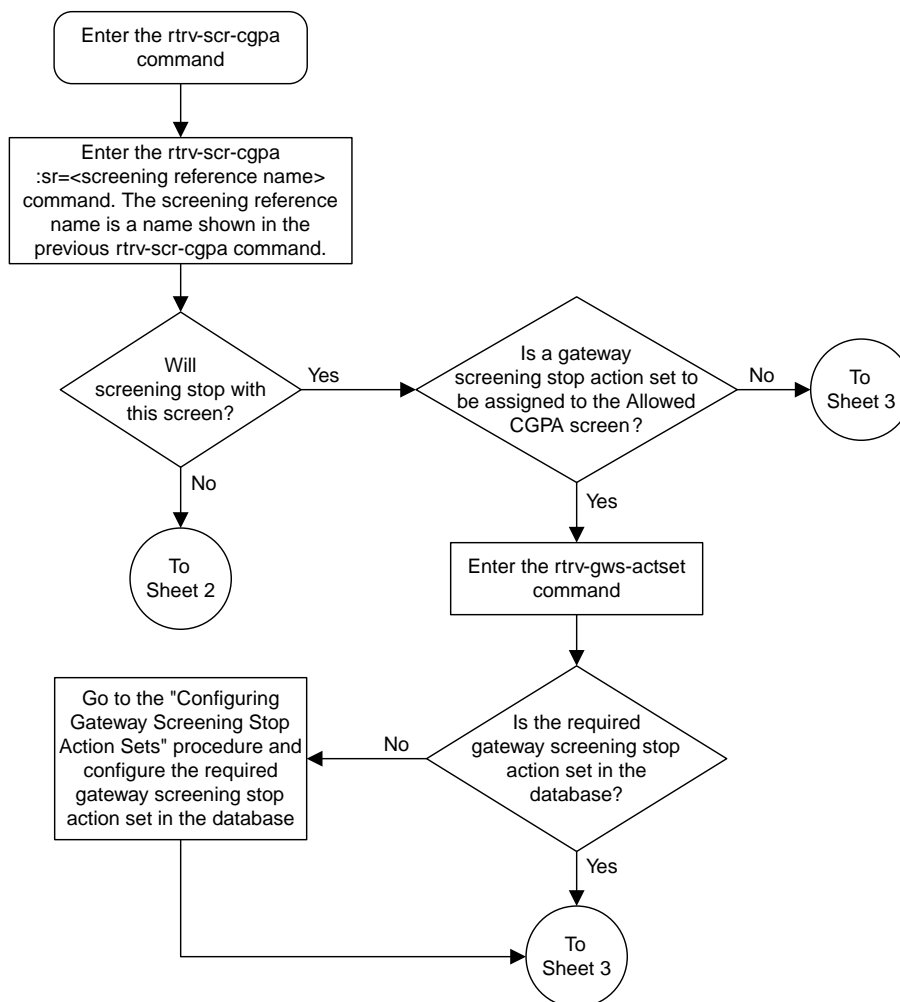 Enter the rtrv-scr-cgpa
command
Enter the rtrv-scr-cgpa
:sr=<screening reference name>
command. The screening reference
name is a name shown in the
previous rtrv-scr-cgpa command.
Will
screening stop with
this screen?
Yes
No
To
Sheet 2
Is a gateway
screening stop action set to
be assigned to the Allowed
CGPA screen?
No
To
Sheet 3
Yes
Enter the rtrv-gws-actset
command
Is the required
gateway screening stop
action set in the
database?
No
Go to the "Configuring
Gateway Screening Stop
Action Sets" procedure and
configure the required
gateway screening stop
action set in the database
Yes
To
Sheet 3